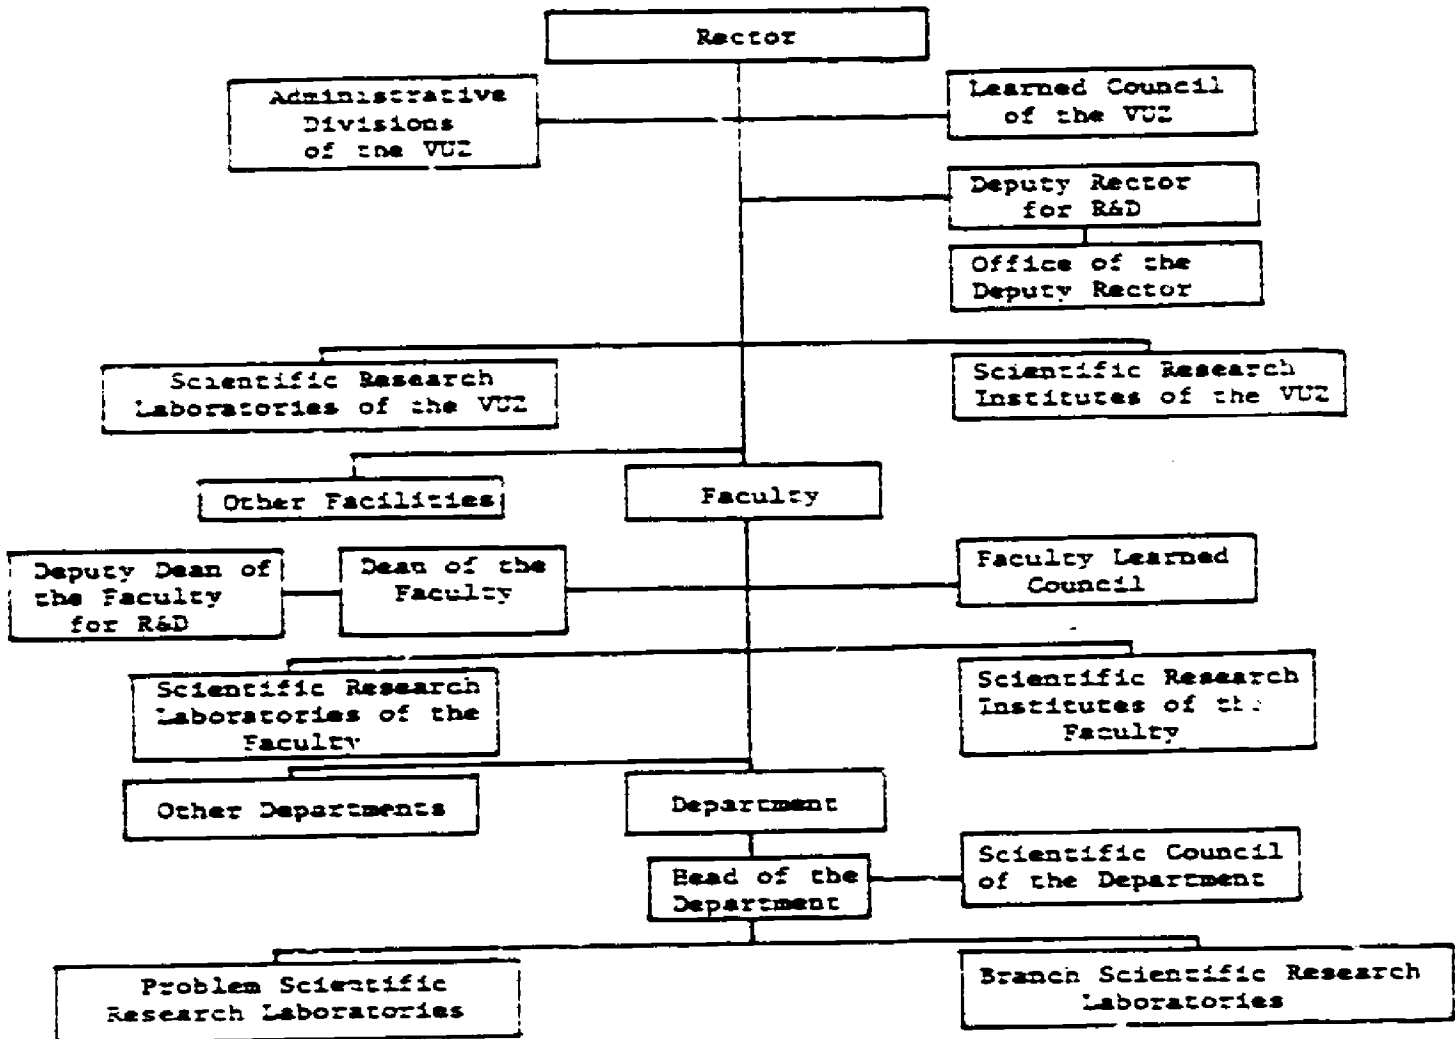 Rector
Administrative
Divisions
of the VUZ
Learned Council
of the VUZ
Deputy Rector
for R&D
Office of the
Deputy Rector
Scientific Research
Laboratories of the VUZ
Scientific Research
Institutes of the VUZ
Other Facilities
Faculty
Deputy Dean of
the Faculty
for R&D
Dean of the
Faculty
Faculty Learned
Council
Scientific Research
Laboratories of the
Faculty
Scientific Research
Institutes of the
Faculty
Other Departments
Department
Head of the
Department
Scientific Council
of the Department
Problem Scientific
Research Laboratories
Branch Scientific Research
Laboratories